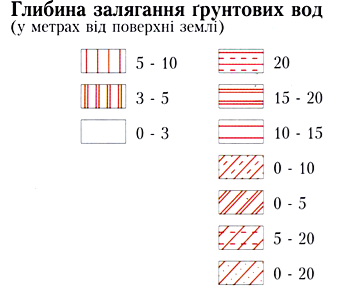 Глибина залягання ґрунтових вод
(у метрах від поверхні землі)
5 - 10
3 - 5
0 - 3
20
15 - 20
10 - 15
0 - 10
0 - 5
5 - 20
0 - 20